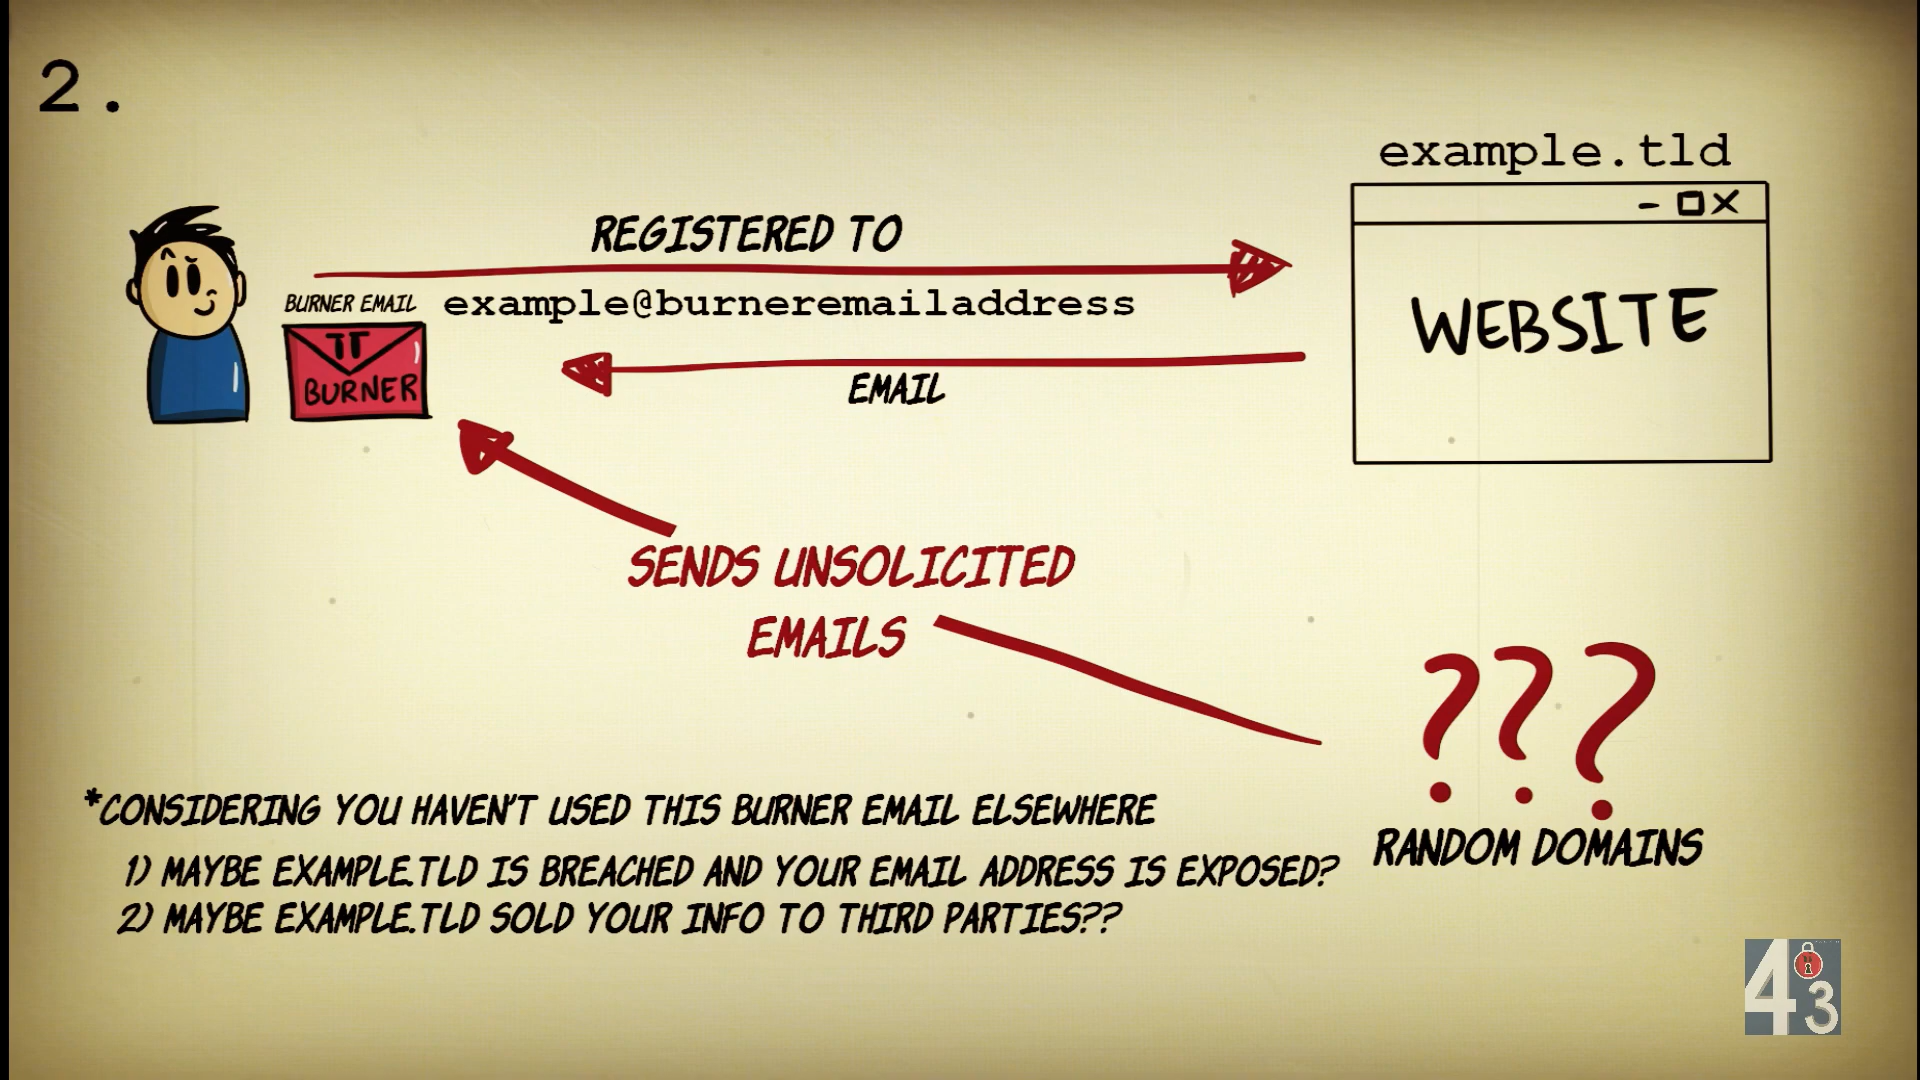 2.
example.tld
REGISTERED TO
BURNER EMAIL
example@burneremailaddress
BURNER
WEBSITE
EMAIL
SENDS UNSOLICITED
EMAILS
???
RANDOM DOMAINS
*CONSIDERING YOU HAVEN'T USED THIS BURNER EMAIL ELSEWHERE
1) MAYBE EXAMPLE.TLD IS BREACHED AND YOUR EMAIL ADDRESS IS EXPOSED?
2) MAYBE EXAMPLE.TLD SOLD YOUR INFO TO THIRD PARTIES??
43